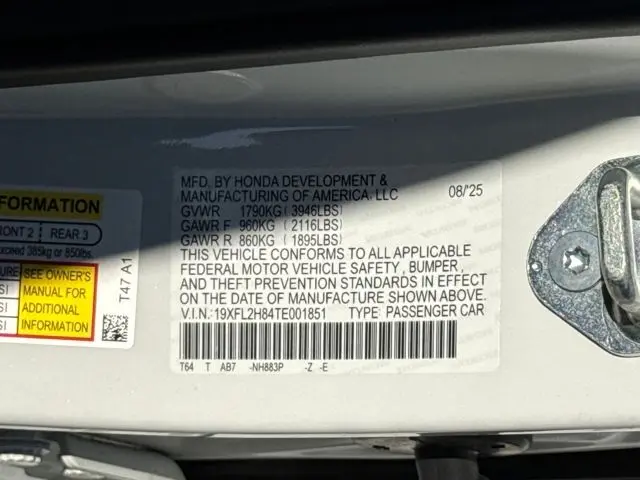 FORMATION
FRONT 2 REAR 3
exceed 385kg or 850lbs.
SEE OWNER'S
MANUAL FOR
ADDITIONAL
INFORMATION
T47 A1
MFD. BY HONDA DEVELOPMENT &
MANUFACTURING OF AMERICA, LLC 08/'25
GVWR 1790KG (3946LBS)
GAWR F 960KG (2116LBS)
GAWR R 860KG (1895LBS)
THIS VEHICLE CONFORMS TO ALL APPLICABLE
FEDERAL MOTOR VEHICLE SAFETY, BUMPER,
AND THEFT PREVENTION STANDARDS IN EFFECT
ON THE DATE OF MANUFACTURE SHOWN ABOVE.
V.I.N.: 19XFL2H84TE001851 TYPE: PASSENGER CAR
T64 T AB7 -NH883P -Z -E